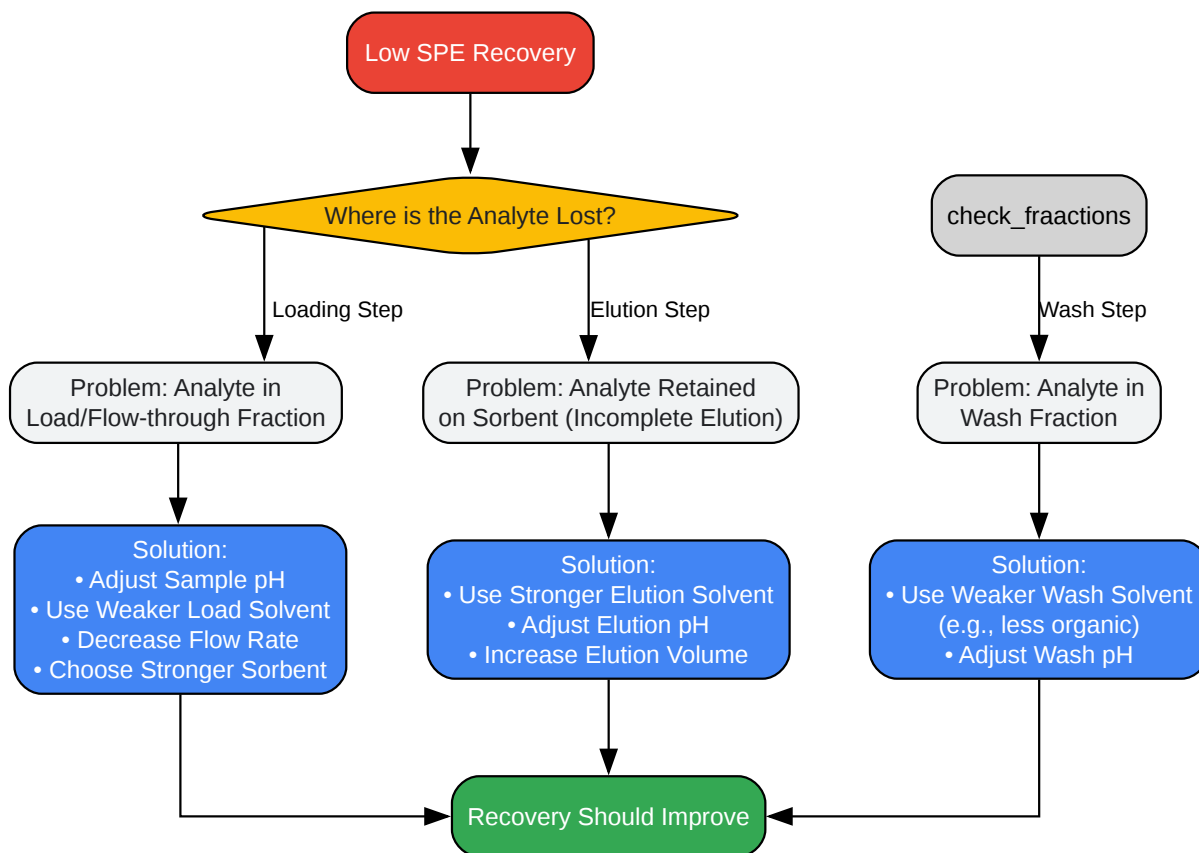 Low SPE Recovery
Where is the Analyte Lost?
check_fraactions
Loading Step
Elution Step
Wash Step
Problem: Analyte in
Load/Flow-through Fraction
Problem: Analyte Retained
on Sorbent (Incomplete Elution)
Problem: Analyte in
Wash Fraction
Solution:
• Adjust Sample pH
• Use Weaker Load Solvent
• Decrease Flow Rate
• Choose Stronger Sorbent
Solution:
• Use Stronger Elution Solvent
• Adjust Elution pH
• Increase Elution Volume
Solution:
• Use Weaker Wash Solvent
(e.g., less organic)
• Adjust Wash pH
Recovery Should Improve